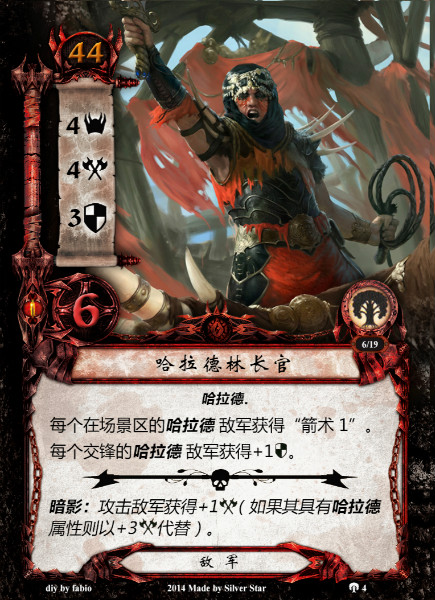 44
4
4
3
6
6/19
哈拉德林长官
哈拉德.
每个在场景区的哈拉德 敌军获得“箭术 1”。
每个交锋的哈拉德 敌军获得+1。
暗影：攻击敌军获得+1（如果其具有哈拉德
属性则以+3代替）。
敌军
diy by fabio 2014 Made by Silver Star 4